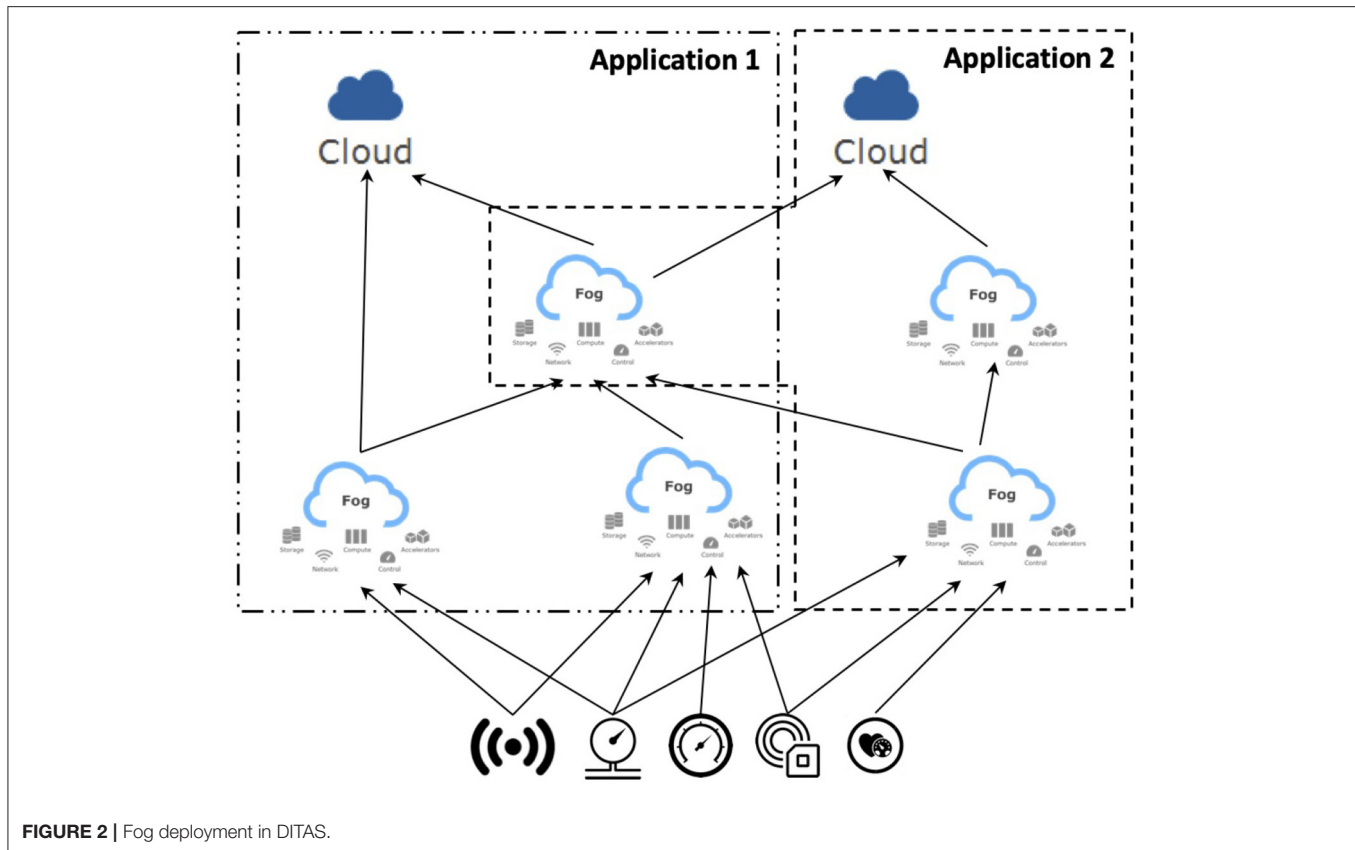 Application 1
Application 2
Cloud
Cloud
Fog
Storage
Compute
Accelerators
Network
Control
Fog
Storage
Compute
Accelerators
Network
Control
Fog
Storage
Compute
Accelerators
Network
Control
Fog
Storage
Compute
Accelerators
Network
Control
Fog
Storage
Compute
Accelerators
Network
Control
FIGURE 2 | Fog deployment in DITAS.